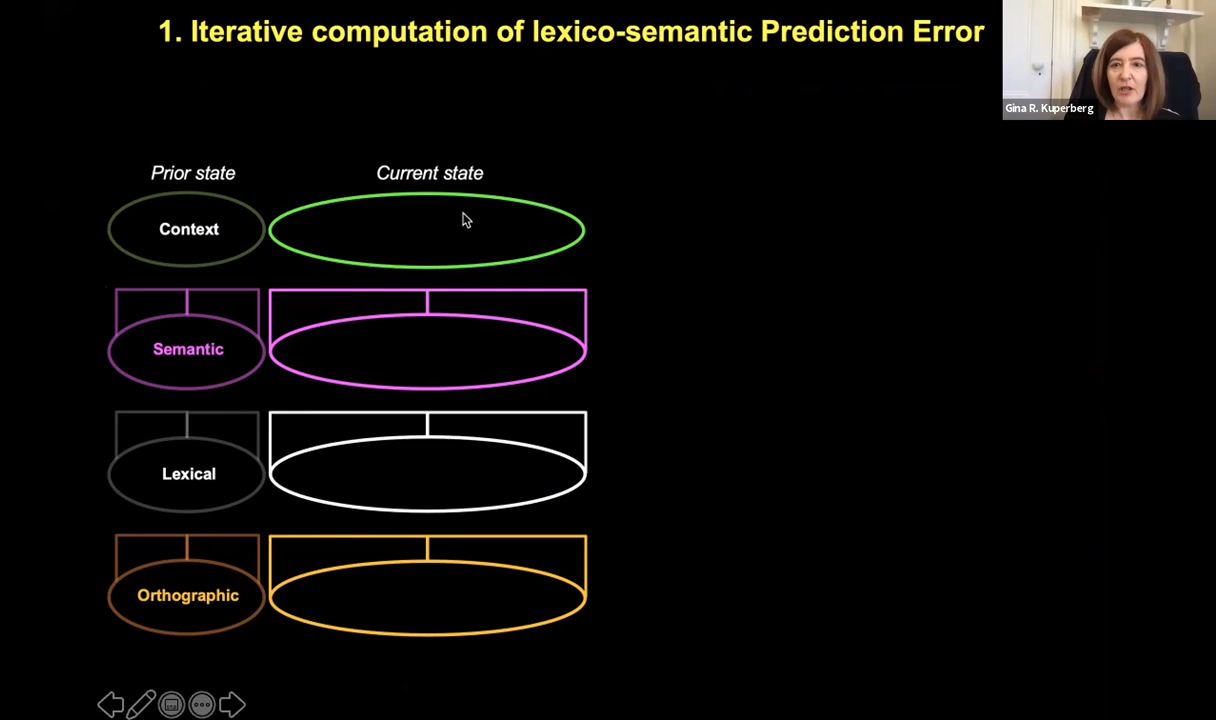 1. Iterative computation of lexico-semantic Prediction Error
Gina R. Kuperberg
Prior state
Current state
Context
Semantic
Lexical
Orthographic